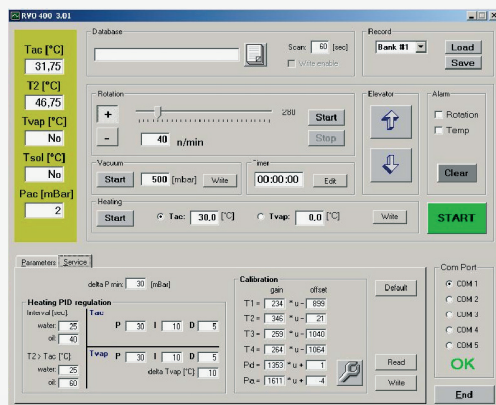 RVO 400 3.01
Tac [°C]
31,75
T2 [°C]
46,75
Tvap [°C]
No
Tsol [°C]
No
Pac [mBar]
2
Database
Scan: 60 [sec]
Write enable
Record
Bank #1
Load
Save
Rotation
+
-
280
40 n/min
Start
Stop
Elevator
Alarm
Rotation
Temp
Clear
Vacuum
Start 500 [mbar] Write
Timer
00:00:00 Edit
Heating
Start Tac: 30,0 [°C] Tvap: 0,0 [°C] Write
START
Parameters Service
delta P min: 30 [mBar]
Heating PID regulation
Interval [sec]:
water: 25
oil: 40
T2 > Tac [°C]:
water: 25
oil: 60
Tac
P 30 I 10 D 5
Tvap P 30 I 10 D 5
delta Tvap [°C]: 10
Calibration
gain offset
T1 = 234 * u - 899
T2 = 346 * u - 21
T3 = 259 * u - 1040
T4 = 264 * u - 1064
Pd = 1353 * u + 1
Pa = 1611 * u + -4
Default
Read
Write
Com Port
COM 1
COM 2
COM 3
COM 4
COM 5
OK
End